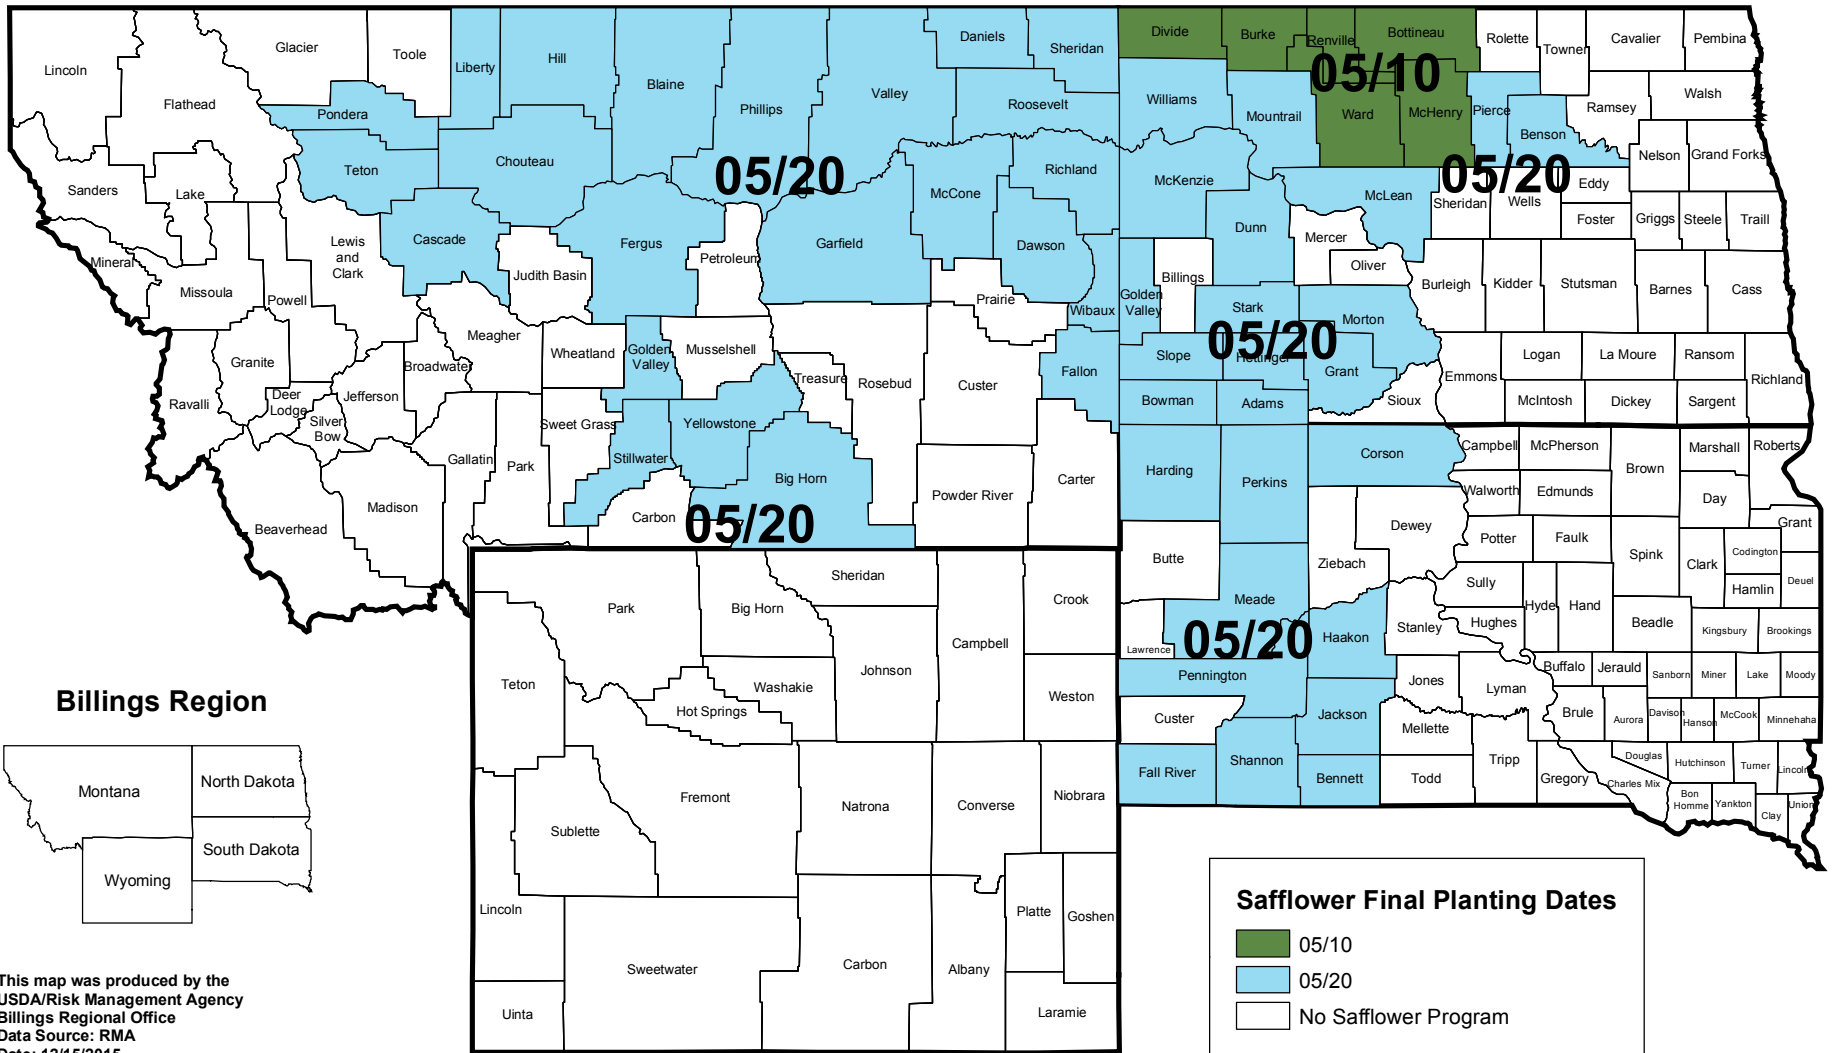 Lincoln
Glacier
Toole
Liberty
Hill
Blaine
Phillips
Valley
Daniels
Sheridan
Roosevelt
Flathead
Pondera
Teton
Chouteau
05/20
Richland
McCone
Sanders
Lake
Lewis
and
Clark
Cascade
Judith Basin
Fergus
Petroleum
Garfield
Dawson
Prairie
Wibaux
Mineral
Missoula
Powell
Meagher
Wheatland
Golden
Valley
Musselshell
Treasure
Rosebud
Custer
Fallon
Granite
Broadwater
Deer
Lodge
Jefferson
Silver
Bow
Ravalli
Sweet Grass
Yellowstone
Stillwater
Big Horn
Gallatin
Park
Carbon
05/20
Powder River
Carter
Madison
Beaverhead
Divide
Burke
Renville
Bottineau
Rolette
Towner
Cavalier
Pembina
05/10
Williams
Mountrail
Ward
McHenry
Pierce
Benson
Ramsey
Walsh
Nelson
Grand Forks
05/20
McKenzie
McLean
Sheridan
Wells
Eddy
Foster
Griggs
Steele
Traill
Dunn
Mercer
Oliver
Billings
Golden
Valley
Stark
Morton
Burleigh
Kidder
Stutsman
Barnes
Cass
05/20
Slope
Hettinger
Grant
Bowman
Adams
Sioux
Emmons
Logan
La Moure
Ransom
Richland
McIntosh
Dickey
Sargent
Harding
Perkins
Corson
Campbell
McPherson
Brown
Marshall
Roberts
Walworth
Edmunds
Day
Grant
Dewey
Potter
Faulk
Spink
Clark
Codington
Butte
Ziebach
Sully
Hyde
Hand
Hamlin
Deuel
Meade
05/20
Haakon
Stanley
Hughes
Beadle
Kingsbury
Brookings
Lawrence
Pennington
Jones
Lyman
Buffalo
Jerauld
Sanborn
Miner
Lake
Moody
Custer
Jackson
Mellette
Brule
Aurora
Davison
Hanson
McCook
Minnehaha
Fall River
Shannon
Bennett
Todd
Tripp
Gregory
Douglas
Charles Mix
Hutchinson
Turner
Lincoln
Bon
Homme
Yankton
Clay
Union
Park
Big Horn
Sheridan
Crook
Campbell
Johnson
Teton
Washakie
Hot Springs
Weston
Fremont
Sublette
Natrona
Converse
Niobrara
Lincoln
Platte
Goshen
Sweetwater
Carbon
Albany
Uinta
Laramie
Billings Region
Montana
North Dakota
South Dakota
Wyoming
This map was produced by the
USDA/Risk Management Agency
Billings Regional Office
Data Source: RMA
Date: 12/15/2015
Safflower Final Planting Dates
05/10
05/20
No Safflower Program